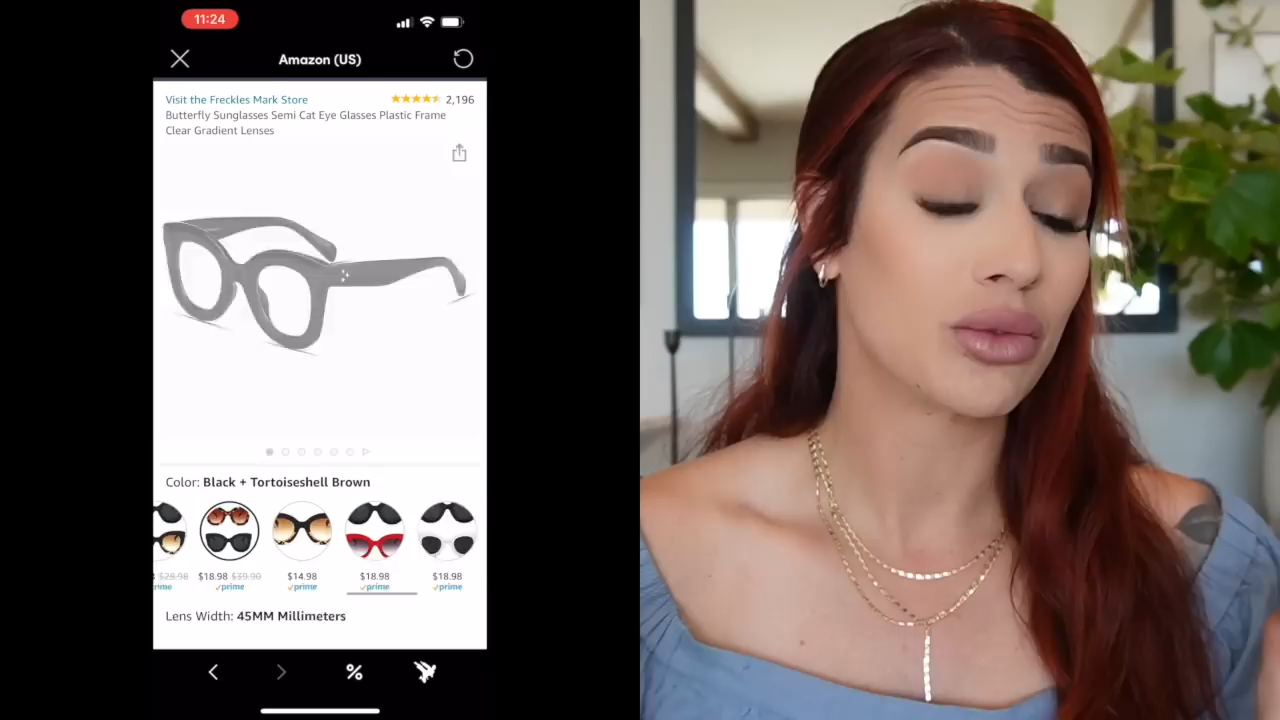 11:24
Amazon (US)
Visit the Freckles Mark Store
2,196
Butterfly Sunglasses Semi Cat Eye Glasses Plastic Frame
Clear Gradient Lenses
Color: Black + Tortoiseshell Brown
$28.98 $18.98 $39.90 $14.98 $18.98 $18.98
prime prime prime prime
Lens Width: 45MM Millimeters
%